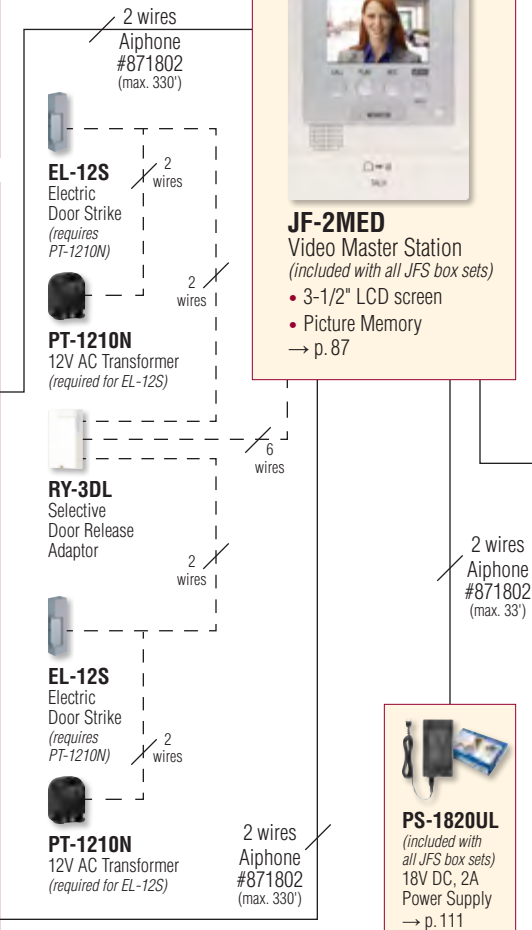 2 wires
Aiphone
#871802
(max. 330')
EL-12S
Electric
Door Strike
(requires
PT-1210N)
2
wires
PT-1210N
12V AC Transformer
(required for EL-12S)
2
wires
RY-3DL
Selective
Door Release
Adaptor
6
wires
2
wires
EL-12S
Electric
Door Strike
(requires
PT-1210N)
2
wires
PT-1210N
12V AC Transformer
(required for EL-12S)
2 wires
Aiphone
#871802
(max. 330')
TALK
JF-2MED
Video Master Station
(included with all JFS box sets)
• 3-1/2" LCD screen
• Picture Memory
→ p. 87
2 wires
Aiphone
#871802
(max. 33')
PS-1820UL
(included with
all JFS box sets)
18V DC, 2A
Power Supply
→ p. 111